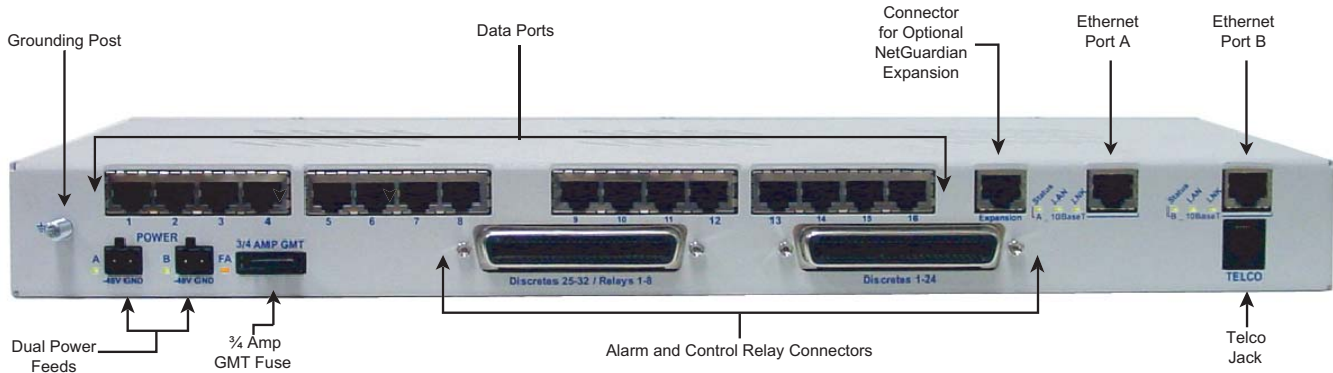 Grounding Post
Data Ports
Connector
for Optional
NetGuardian
Expansion
Ethernet
Port A
Ethernet
Port B
1 2 3 4 5 6 7 8 9 10 11 12 13 14 15 16
Expansion
Status LAN LNK
A 10BaseT
Status LAN LNK
B 10BaseT
POWER
A B FA
3/4 AMP GMT
-48V GND
-48V GND
Discretes 25-32 / Relays 1-8
Discretes 1-24
TELCO
Dual Power
Feeds
¾ Amp
GMT Fuse
Alarm and Control Relay Connectors
Telco
Jack